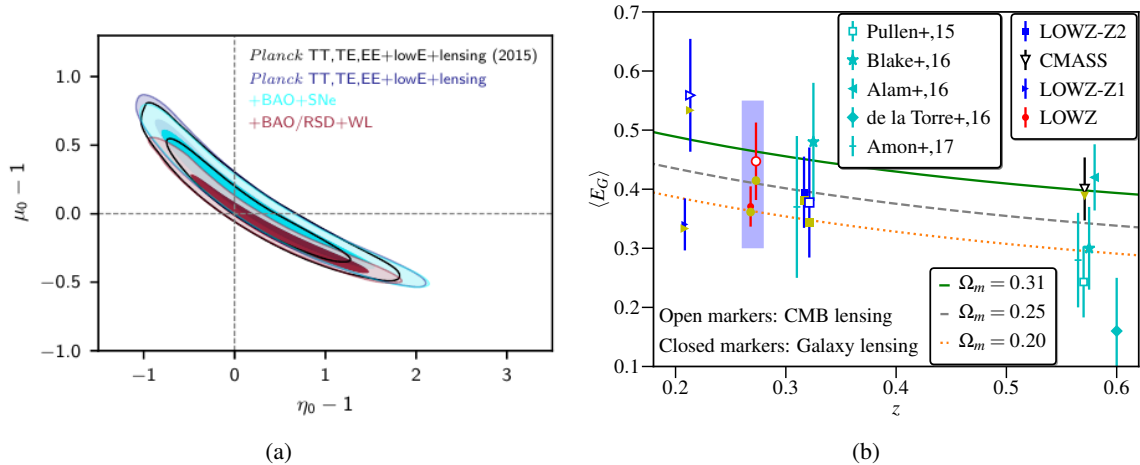 Planck TT,TE,EE+lowE+lensing (2015)
Planck TT,TE,EE+lowE+lensing
+BAO+SNe
+BAO/RSD+WL
1.0
0.5
0.0
−0.5
−1.0
μ₀ − 1
−1
0
1
2
3
η₀ − 1
(a)
0.7
0.6
0.5
0.4
0.3
0.2
0.1
⟨E_G⟩
Pullen+,15
Blake+,16
Alam+,16
de la Torre+,16
Amon+,17
LOWZ-Z2
CMASS
LOWZ-Z1
LOWZ
Open markers: CMB lensing
Closed markers: Galaxy lensing
Ω_m = 0.31
Ω_m = 0.25
Ω_m = 0.20
0.2
0.3
0.4
0.5
0.6
z
(b)